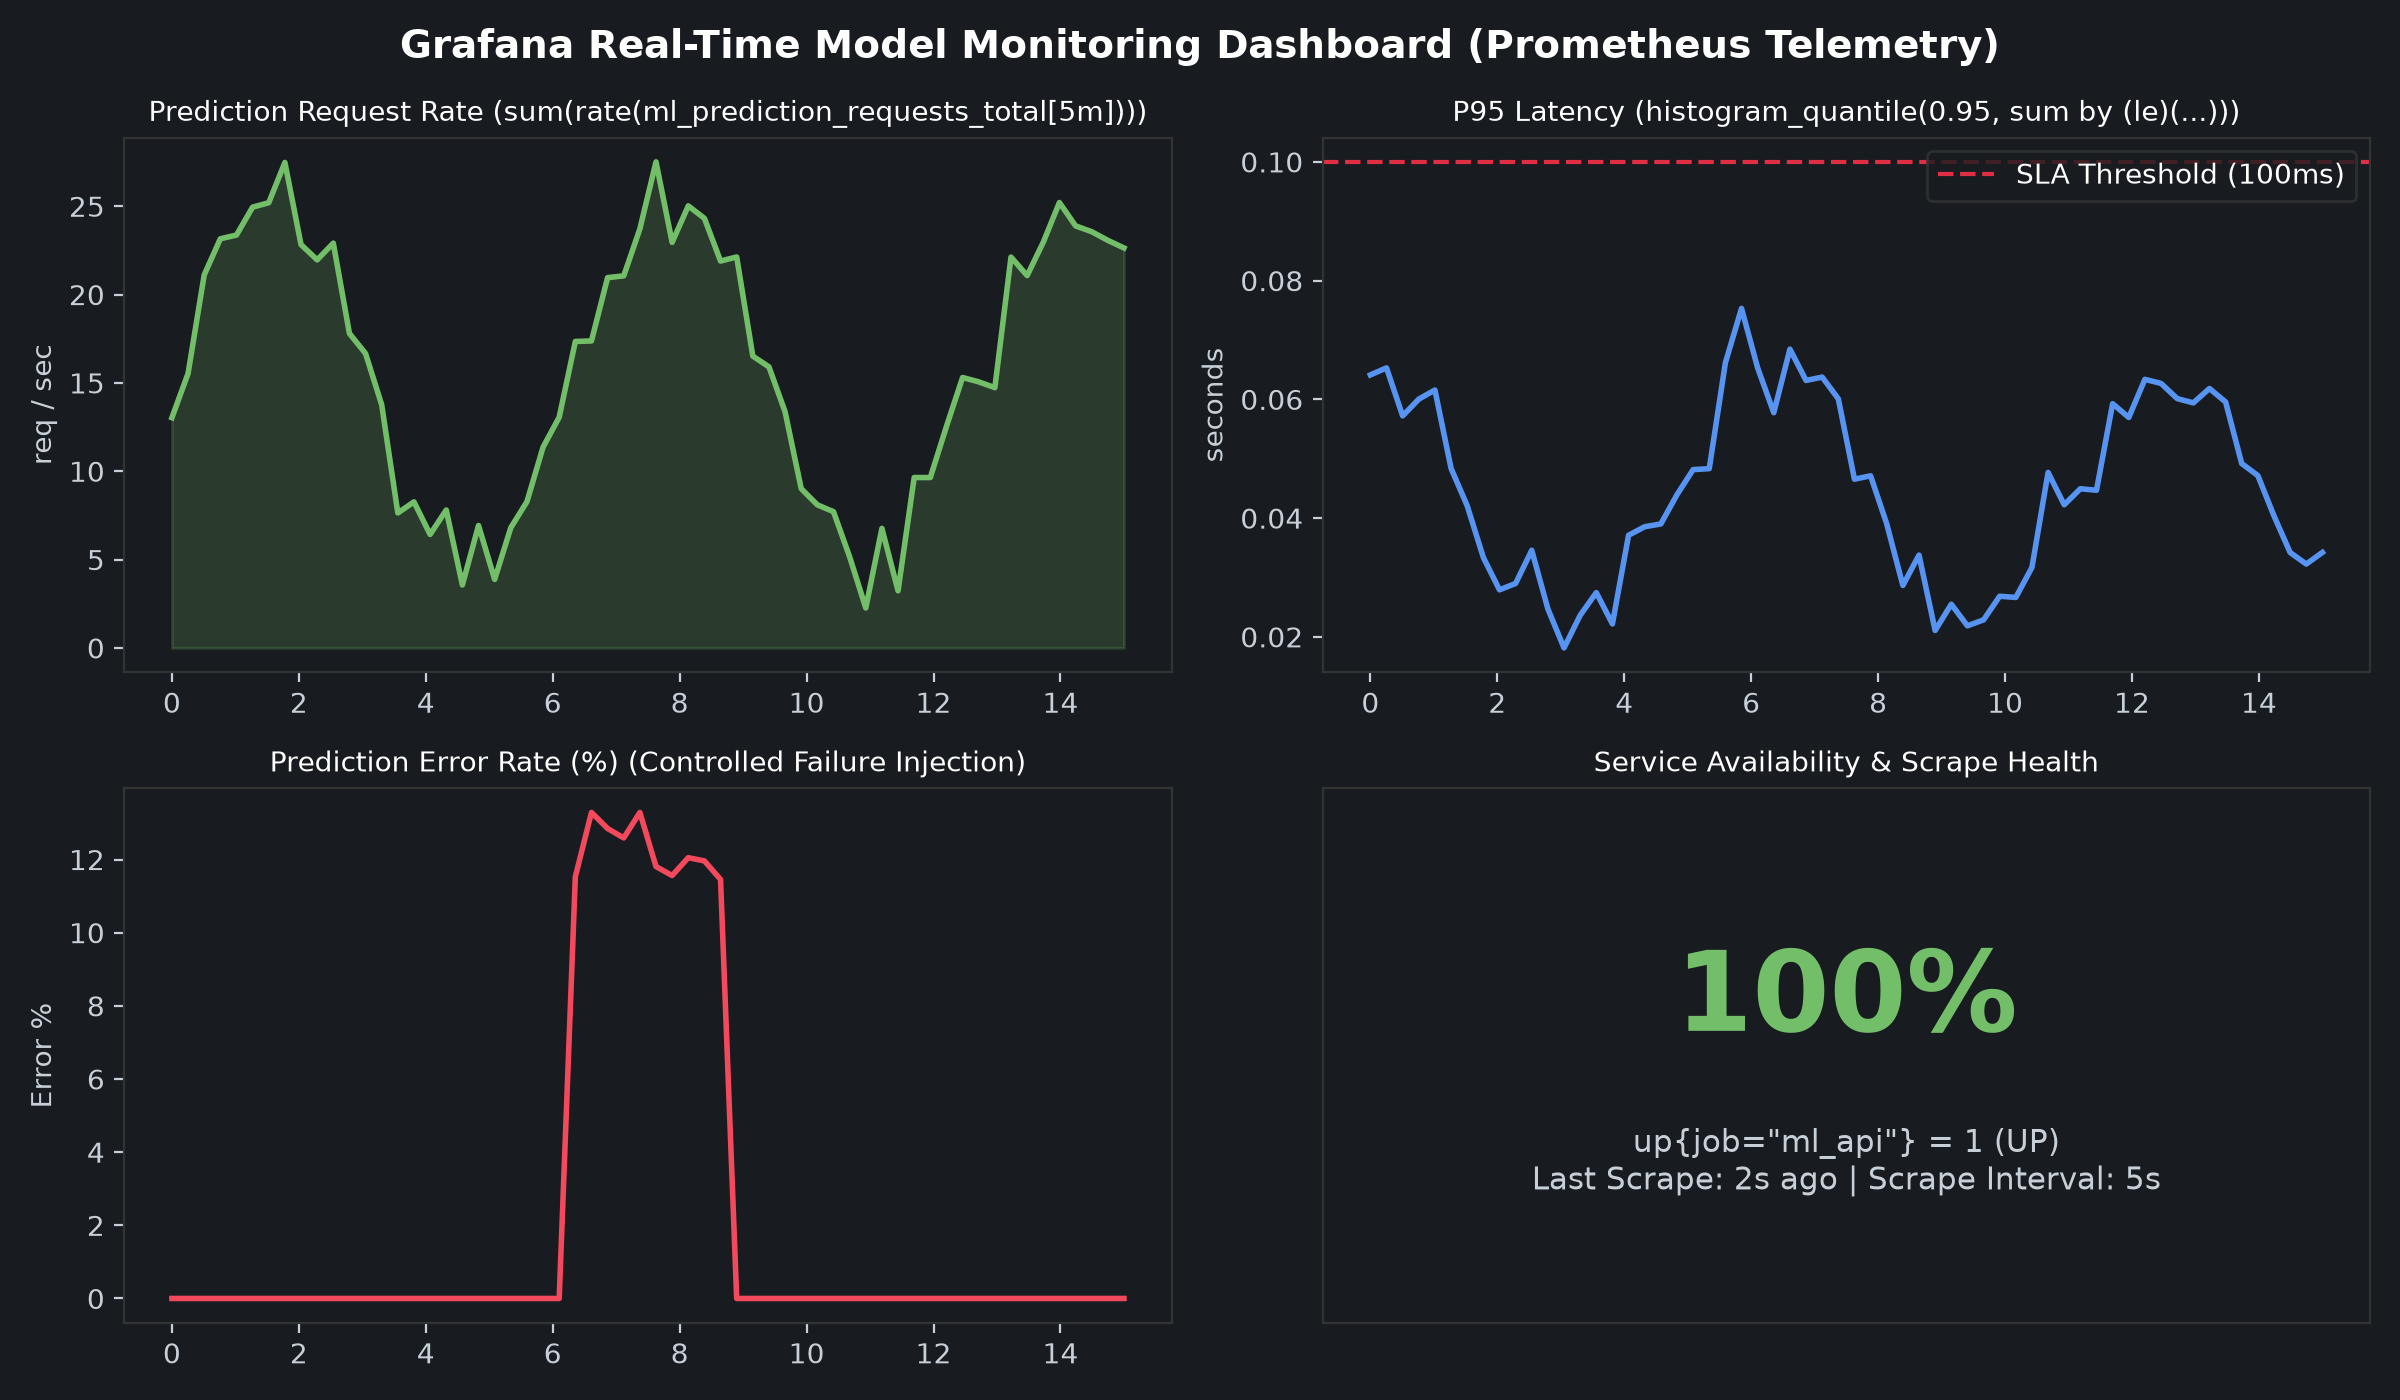 Grafana Real-Time Model Monitoring Dashboard (Prometheus Telemetry)
Prediction Request Rate (sum(rate(ml_prediction_requests_total[5m])))
req / sec
25
20
15
10
5
0
0 2 4 6 8 10 12 14
P95 Latency (histogram_quantile(0.95, sum by (le)(...)))
SLA Threshold (100ms)
seconds
0.10
0.08
0.06
0.04
0.02
0 2 4 6 8 10 12 14
Prediction Error Rate (%) (Controlled Failure Injection)
Error %
12
10
8
6
4
2
0
0 2 4 6 8 10 12 14
Service Availability & Scrape Health
100%
up{job="ml_api"} = 1 (UP)
Last Scrape: 2s ago | Scrape Interval: 5s